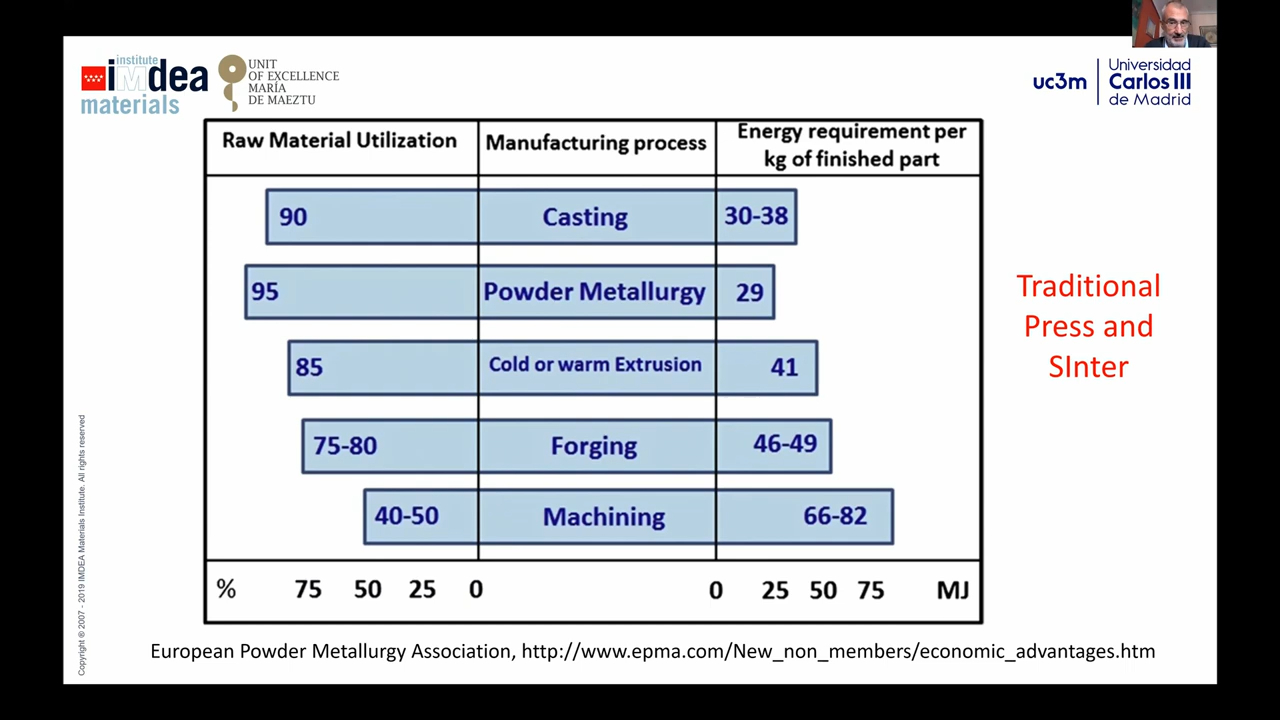 institute
iMdea
materials
UNIT
OF EXCELLENCE
MARÍA
DE MAEZTU
uc3m
Universidad
Carlos III
de Madrid
Raw Material Utilization
Manufacturing process
Energy requirement per
kg of finished part
90
Casting
30-38
95
Powder Metallurgy
29
85
Cold or warm Extrusion
41
75-80
Forging
46-49
40-50
Machining
66-82
% 75 50 25 0
0 25 50 75 MJ
Traditional
Press and
SInter
European Powder Metallurgy Association, http://www.epma.com/New_non_members/economic_advantages.htm
Copyright ® 2007 - 2019 IMDEA Materials Institute. All rights reserved